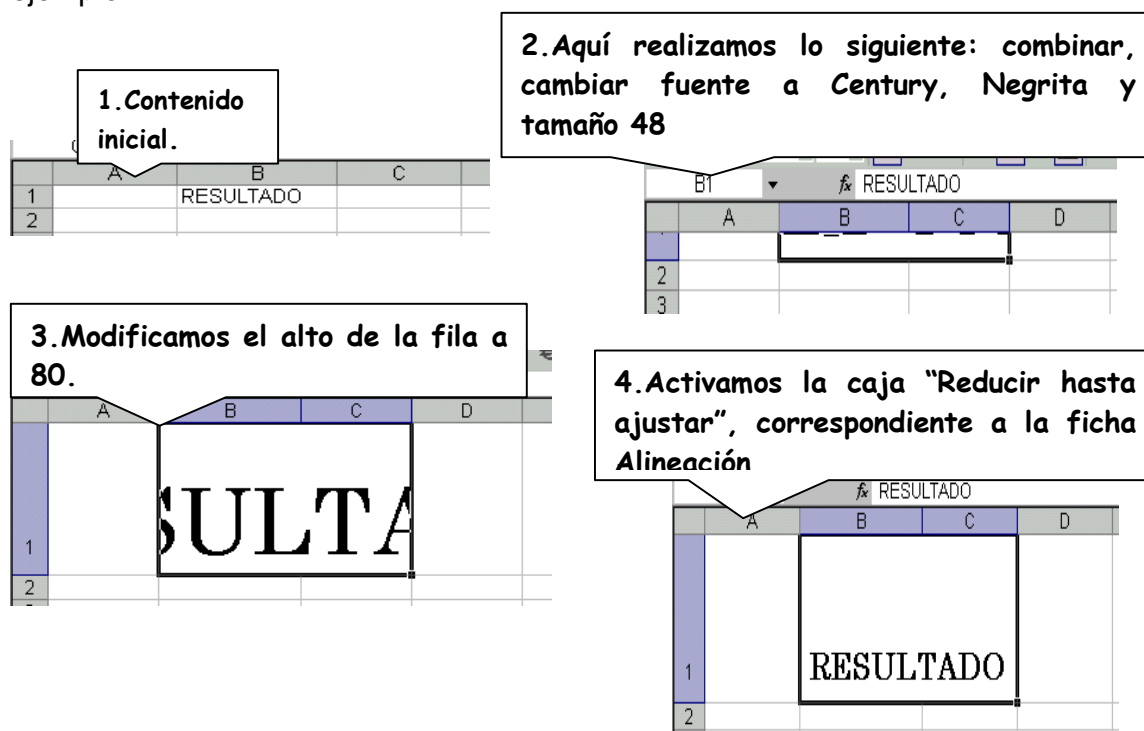 1.Contenido
inicial.
A B C
1 RESULTADO
2
2.Aquí realizamos lo siguiente: combinar,
cambiar fuente a Century, Negrita y
tamaño 48
B1 fx RESULTADO
A B C D
2
3
3.Modificamos el alto de la fila a
80.
A B C D
SULTA
1
2
4.Activamos la caja “Reducir hasta
ajustar”, correspondiente a la ficha
Alineación
fx RESULTADO
A B C D
1 RESULTADO
2